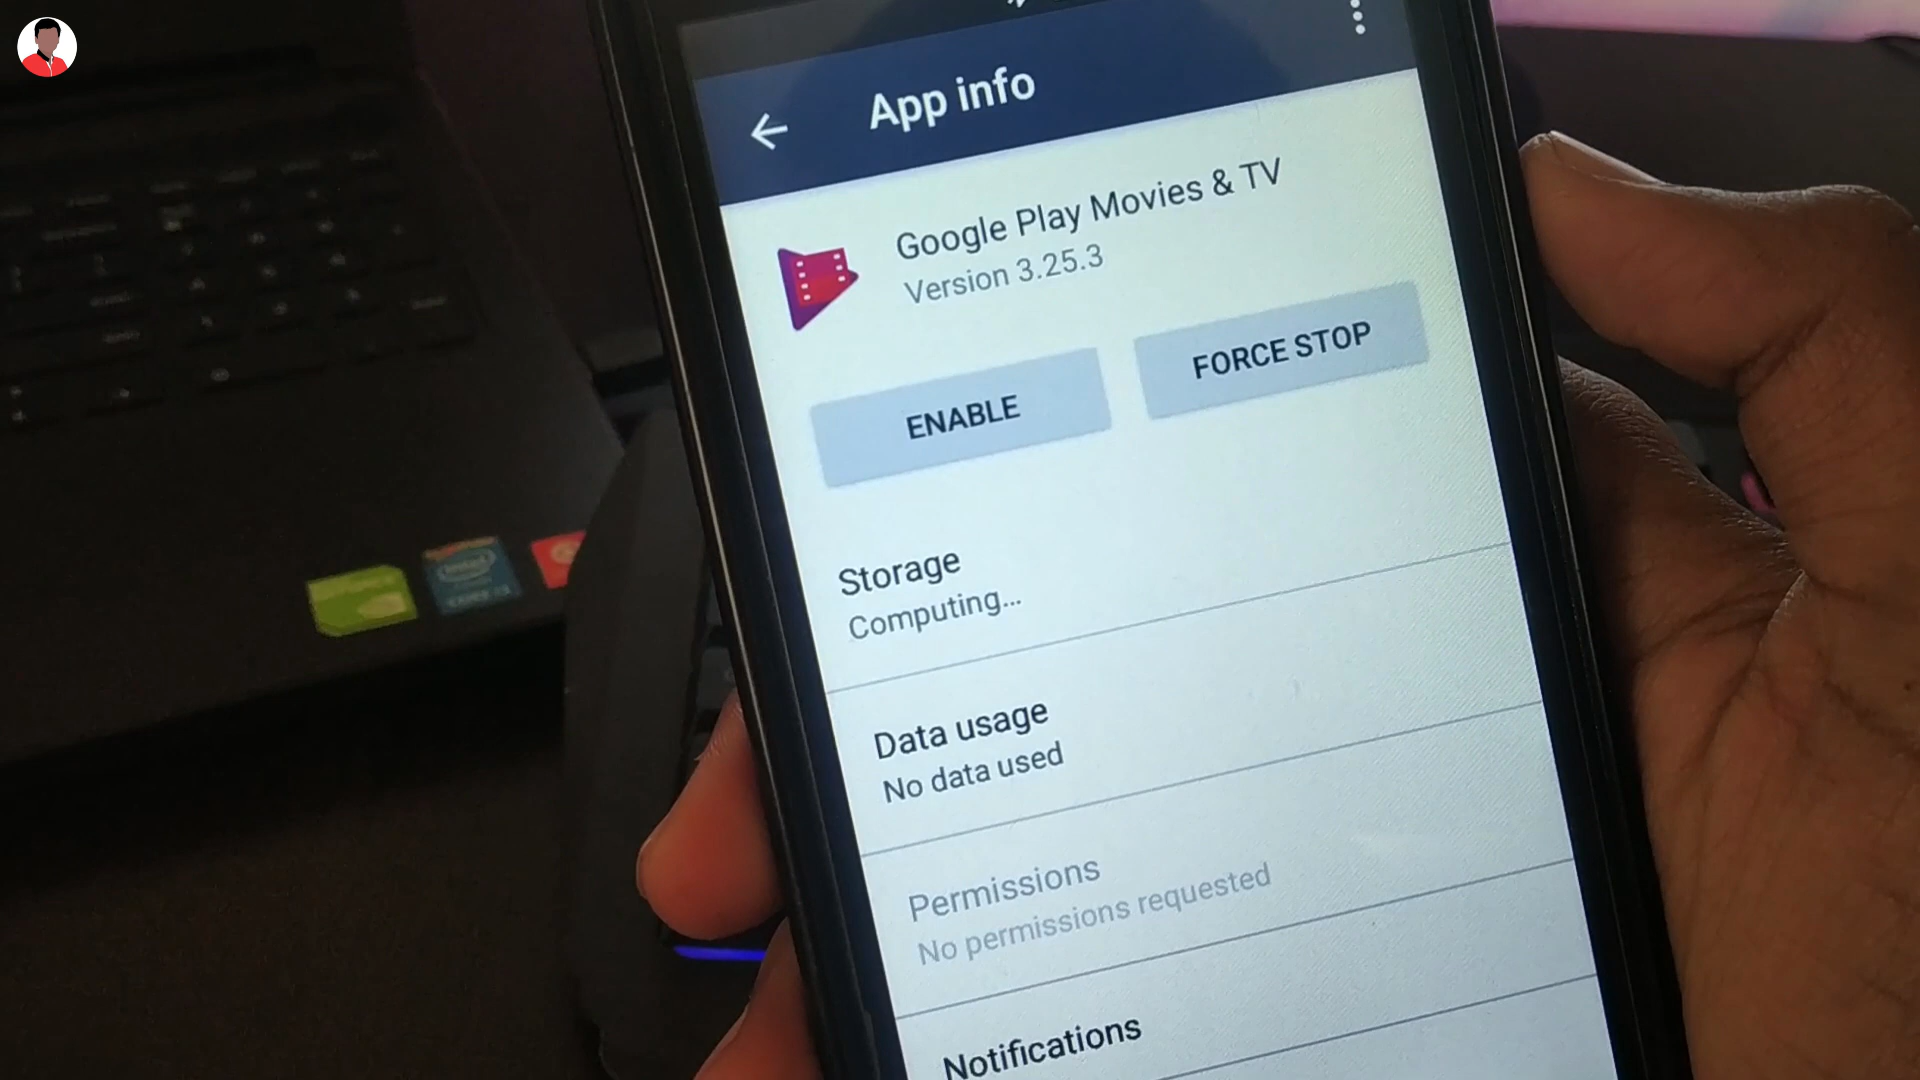 App info
Google Play Movies & TV
Version 3.25.3
ENABLE
FORCE STOP
Storage
Computing...
Data usage
No data used
Permissions
No permissions requested
Notifications